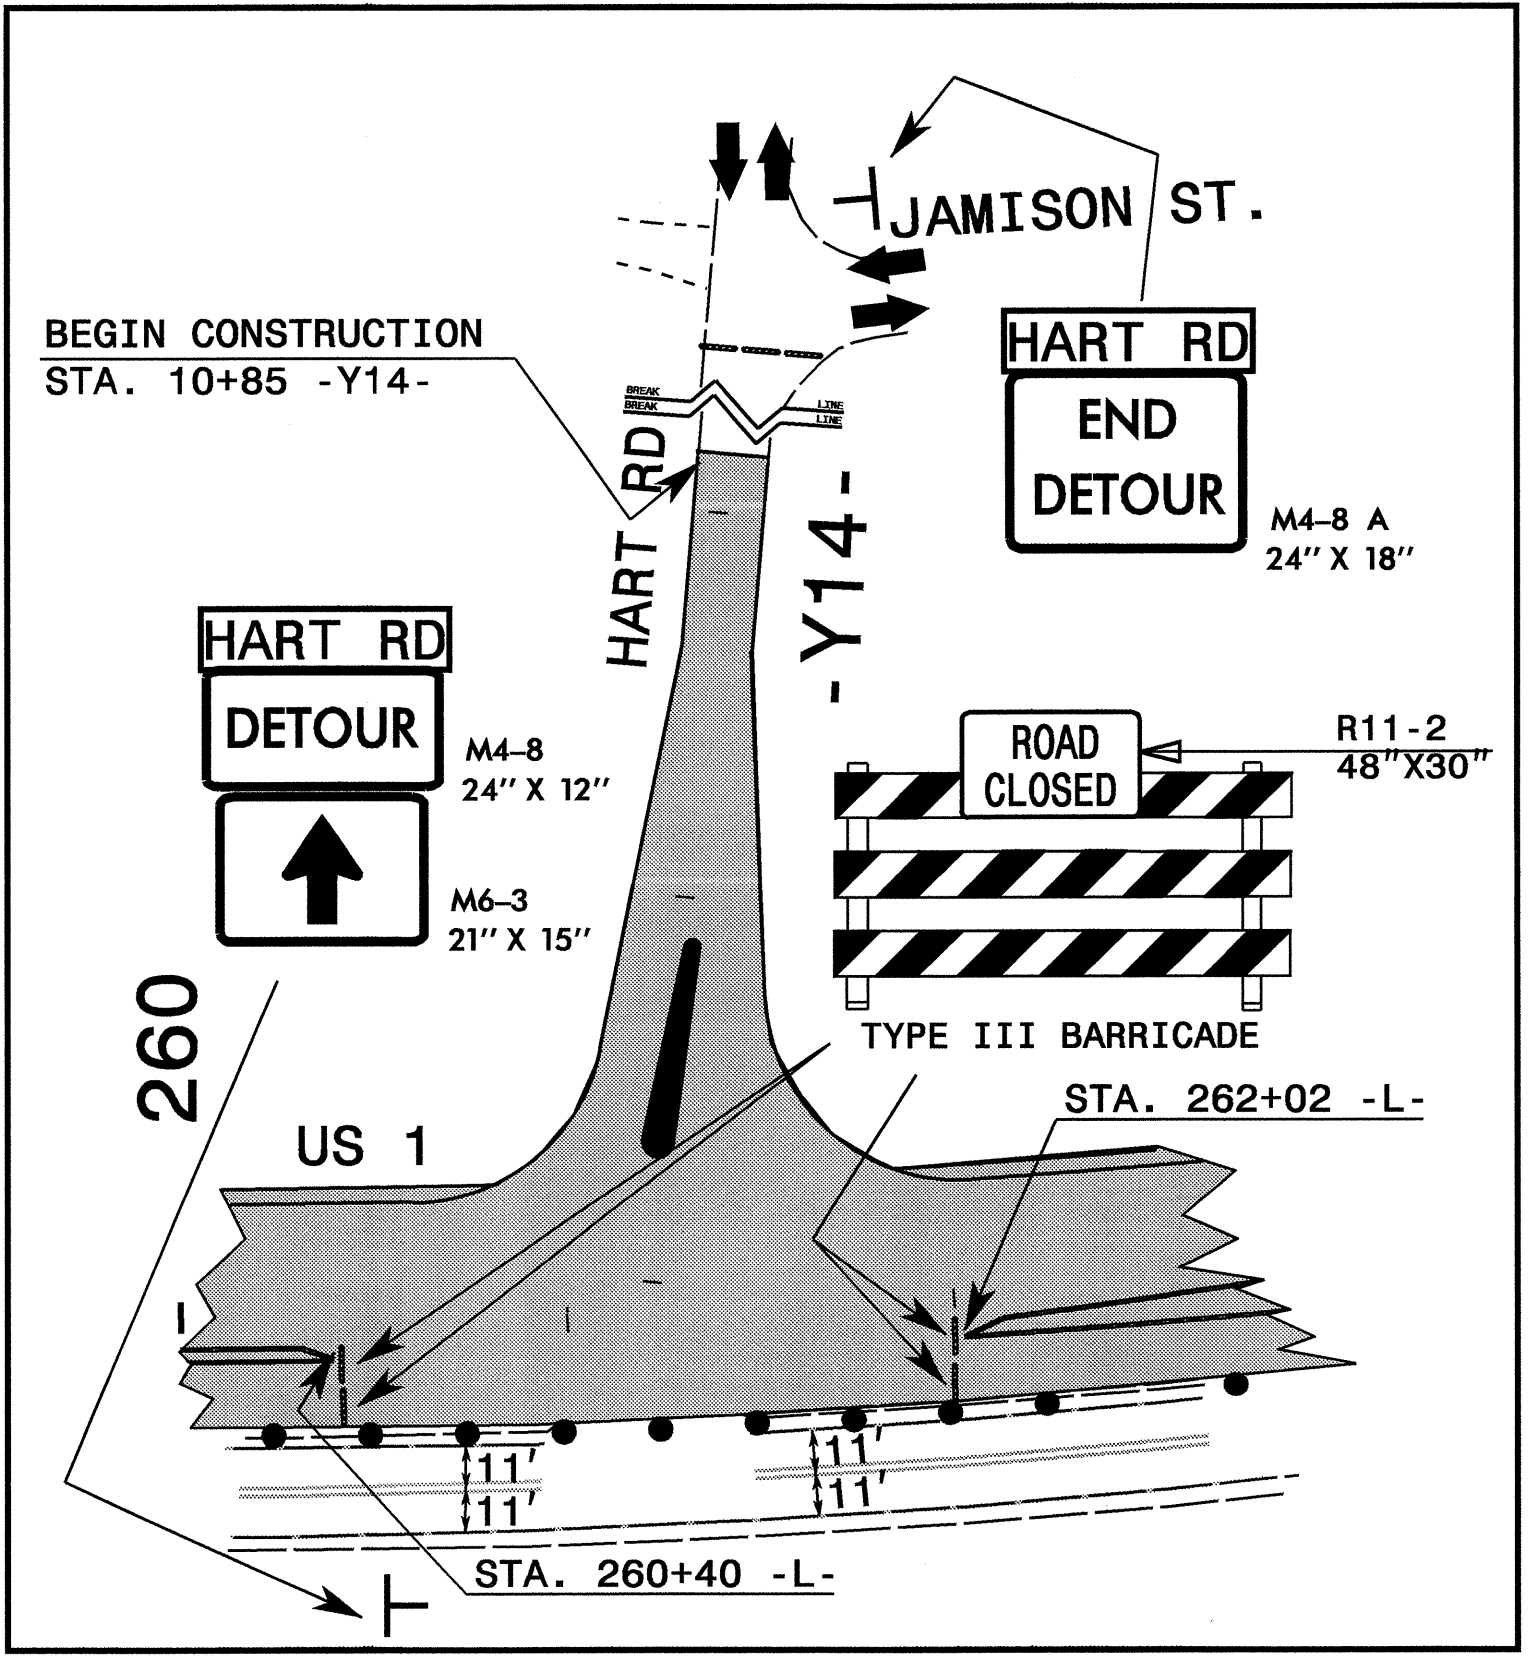 JAMISON ST.
BEGIN CONSTRUCTION
STA. 10+85 -Y14-
HART RD
END
DETOUR
M4-8 A
24" X 18"
BREAK LINE
BREAK LINE
HART RD
-Y14-
HART RD
DETOUR
M4-8
24" X 12"
M6-3
21" X 15"
ROAD
CLOSED
R11-2
48"X30"
TYPE III BARRICADE
260
STA. 262+02 -L-
US 1
11'
11'
11'
11'
STA. 260+40 -L-